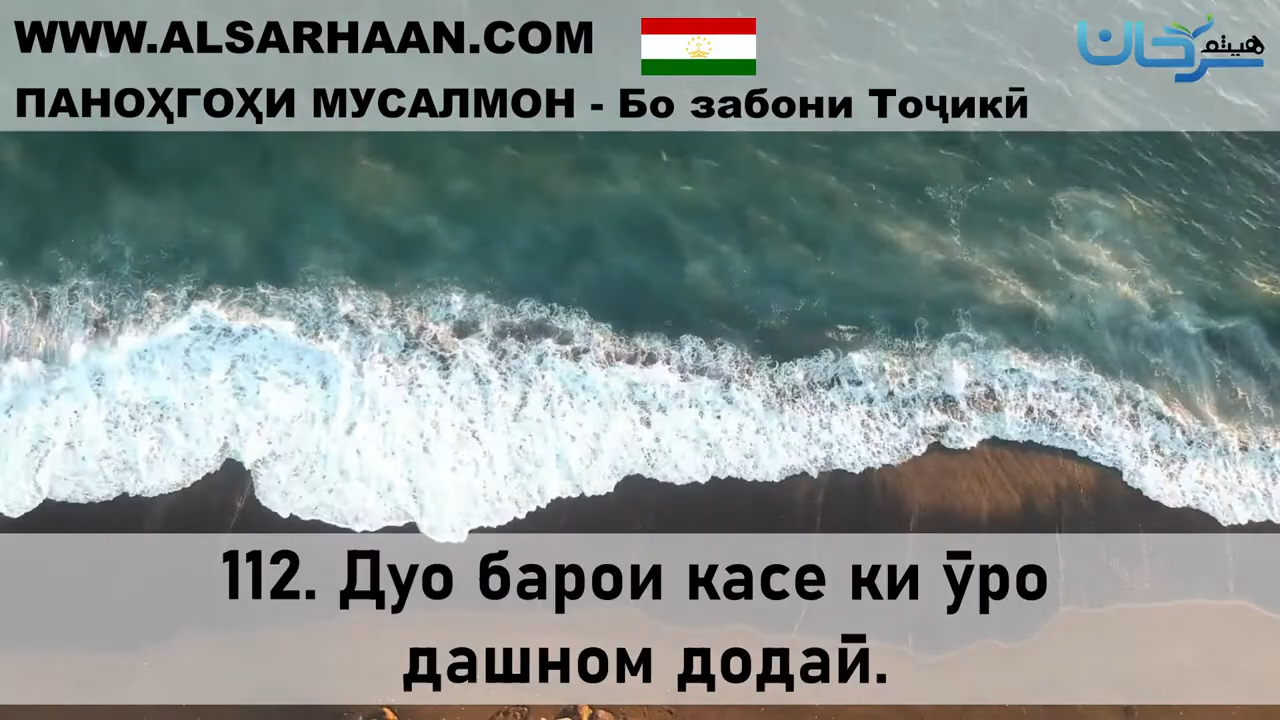 WWW.ALSARHAAN.COM
هيثم
سرحان
ПАНОҲГОҲИ МУСАЛМОН - Бо забони Тоҷикӣ
112. Дуо барои касе ки ӯро
дашном додаӣ.